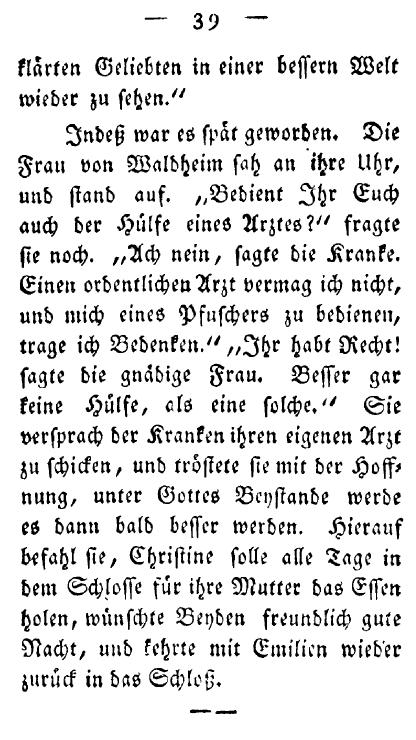 — 39 —
klärten Geliebten in einer bessern Welt
wieder zu sehen.“
Indeß war es spät geworden. Die
Frau von Waldheim sah an ihre Uhr,
und stand auf. „Bedient Ihr Euch
auch der Hülfe eines Arztes?“ fragte
sie noch. „Ach nein, sagte die Kranke.
Einen ordentlichen Arzt vermag ich nicht,
und mich eines Pfuschers zu bedienen,
trage ich Bedenken.“ „Ihr habt Recht!
sagte die gnädige Frau. Besser gar
keine Hülfe, als eine solche.“ Sie
versprach der Kranken ihren eigenen Arzt
zu schicken, und tröstete sie mit der Hoff-
nung, unter Gottes Beystande werde
es dann bald besser werden. Hierauf
befahl sie, Christine solle alle Tage in
dem Schlosse für ihre Mutter das Essen
holen, wünschte Beyden freundlich gute
Nacht, und kehrte mit Emilien wieder
zurück in das Schloß.